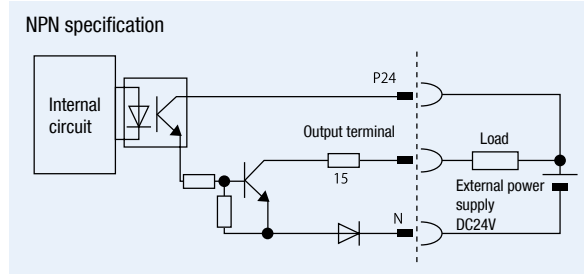 NPN specification
P24
Internal
circuit
Output terminal
Load
15
External power
supply
DC24V
N